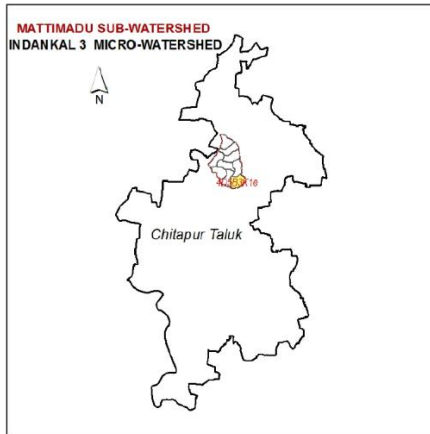 MATTIMADU SUB-WATERSHED
INDANKAL 3 MICRO-WATERSHED
N
Chitapur Taluk